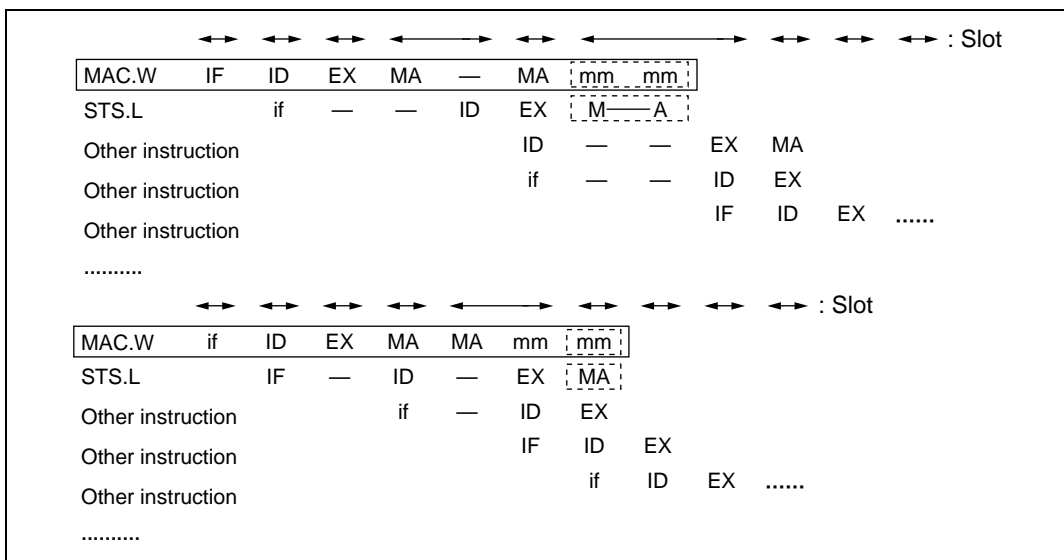 : Slot
MAC.W IF ID EX MA — MA mm mm
STS.L if — — ID EX M — A
Other instruction ID — — EX MA
Other instruction if — — ID EX
Other instruction IF ID EX ......
..........
: Slot
MAC.W if ID EX MA MA mm mm
STS.L IF — ID — EX MA
Other instruction if — ID EX
Other instruction IF ID EX
Other instruction if ID EX ......
..........